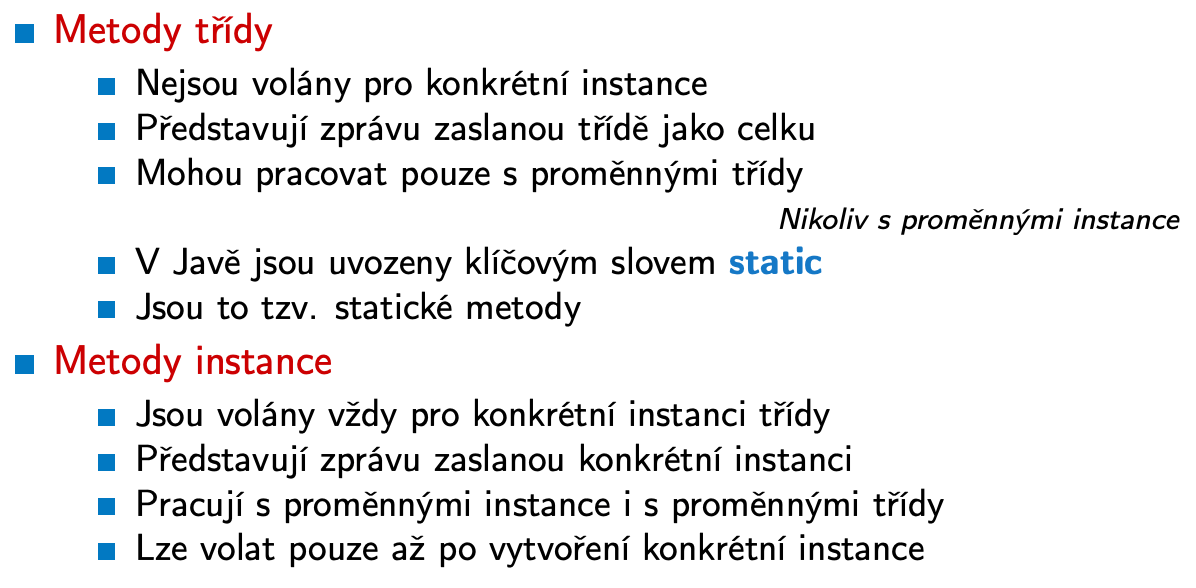 Metody třídy
Nejsou volány pro konkrétní instance
Představují zprávu zaslanou třídě jako celku
Mohou pracovat pouze s proměnnými třídy
Nikoliv s proměnnými instance
V Javě jsou uvozeny klíčovým slovem static
Jsou to tzv. statické metody
Metody instance
Jsou volány vždy pro konkrétní instanci třídy
Představují zprávu zaslanou konkrétní instanci
Pracují s proměnnými instance i s proměnnými třídy
Lze volat pouze až po vytvoření konkrétní instance